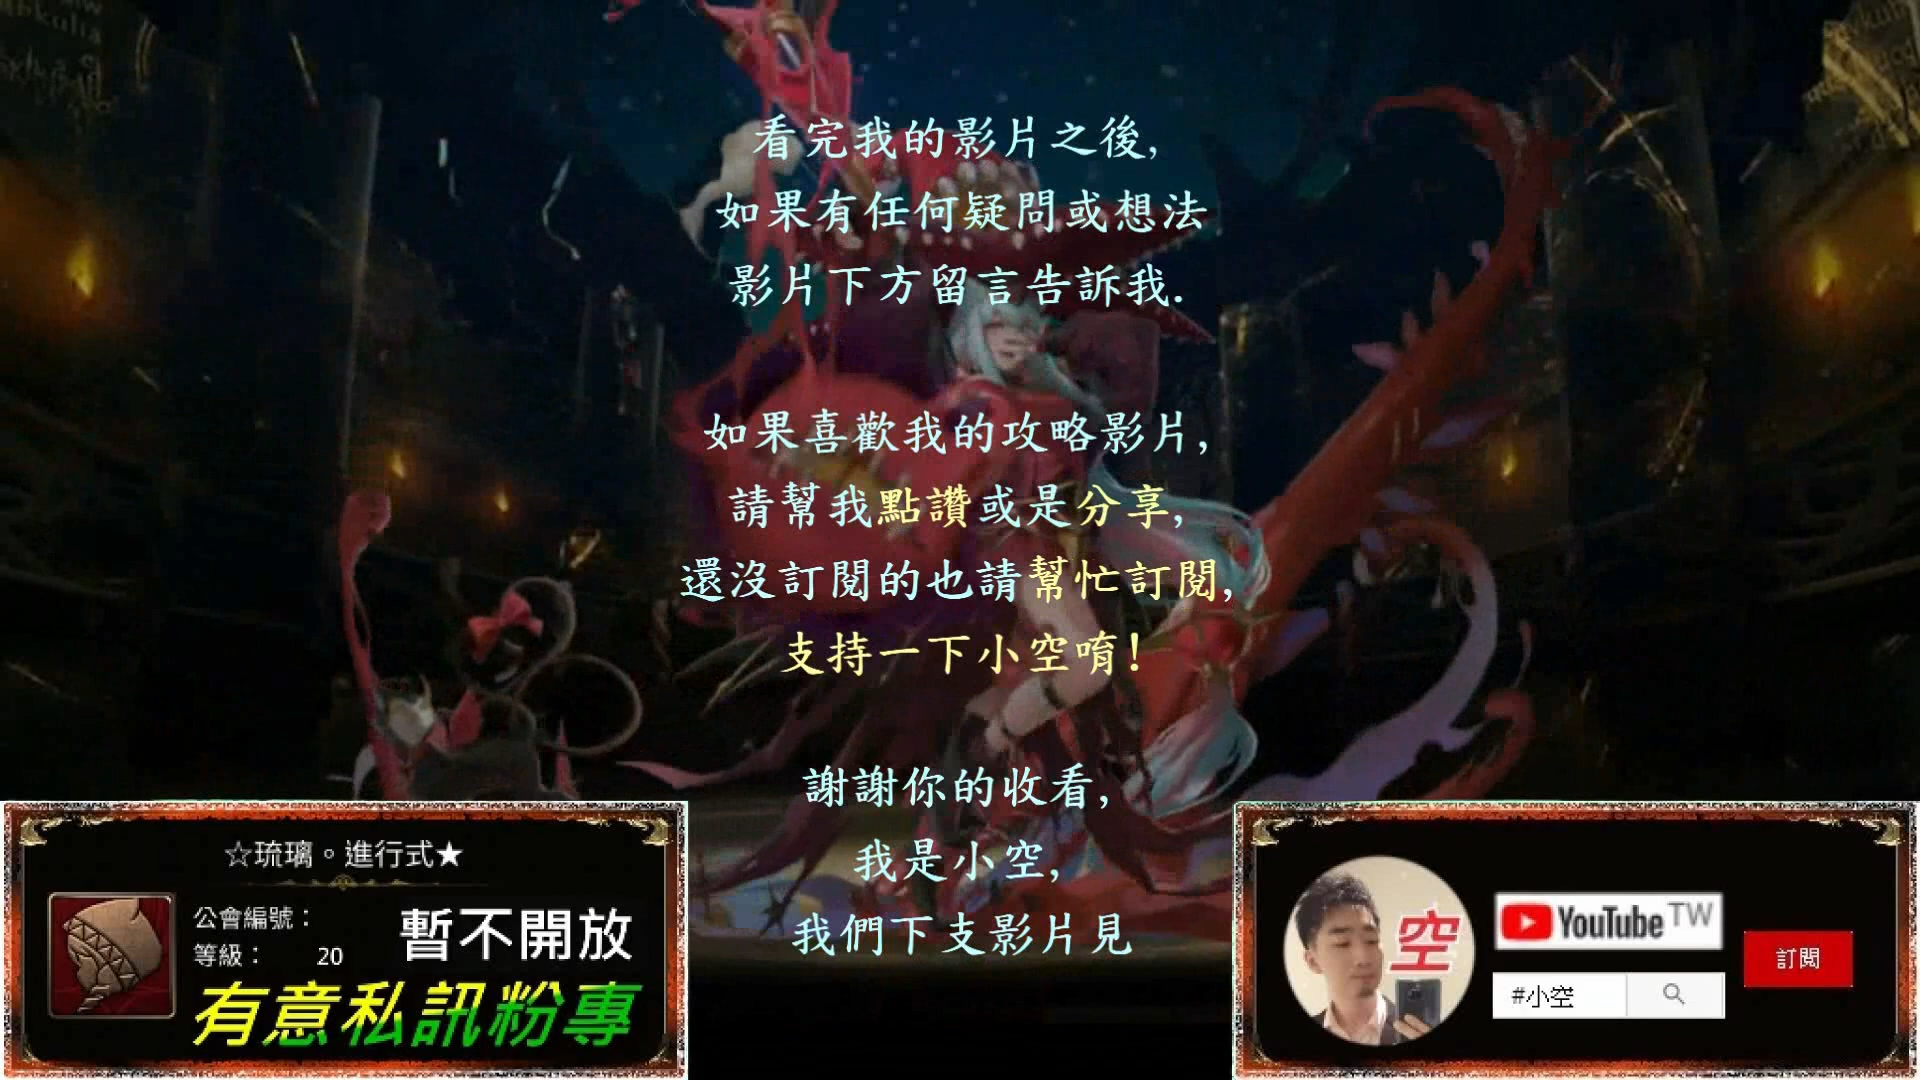 看完我的影片之後,
如果有任何疑問或想法
影片下方留言告訴我.
如果喜歡我的攻略影片,
請幫我點讚或是分享,
還沒訂閱的也請幫忙訂閱,
支持一下小空唷!
謝謝你的收看,
我是小空,
我們下支影片見
☆琉璃。進行式★
公會編號：
暫不開放
等級： 20
有意私訊粉專
空
YouTube TW
訂閱
#小空